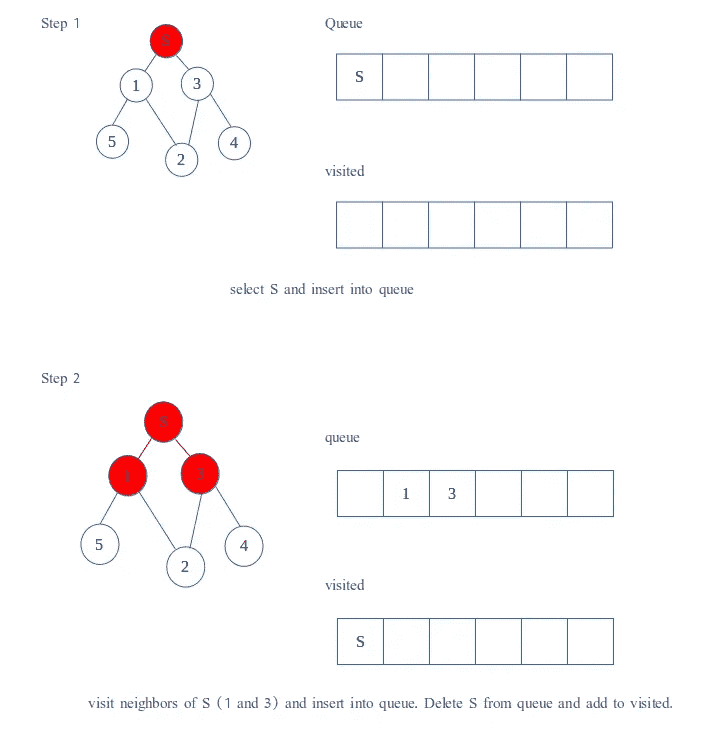 Step 1
Queue
S
1
3
S
5
2
4
visited
select S and insert into queue
Step 2
S
queue
1
3
1 3
5
2
4
visited
S
visit neighbors of S (1 and 3) and insert into queue. Delete S from queue and add to visited.